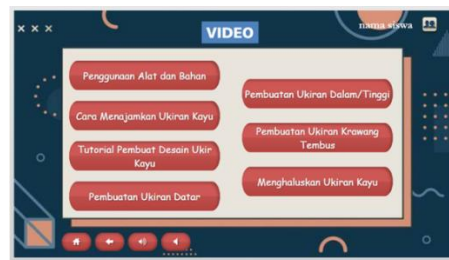 nama siswa
VIDEO
Penggunaan Alat dan Bahan
Cara Menajamkan Ukiran Kayu
Tutorial Pembuat Desain Ukir
Kayu
Pembuatan Ukiran Datar
Pembuatan Ukiran Dalam/Tinggi
Pembuatan Ukiran Krawang
Tembus
Menghaluskan Ukiran Kayu